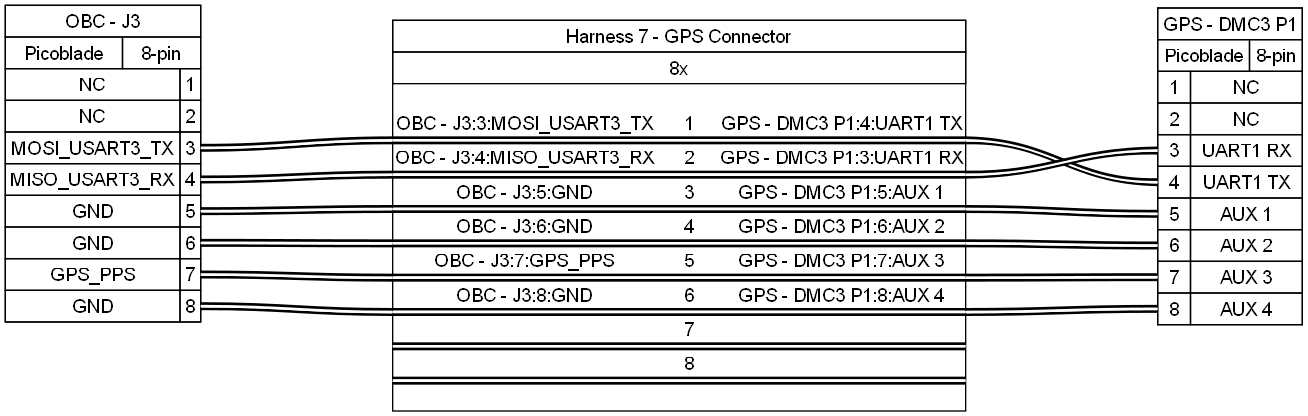 OBC - J3
Picoblade 8-pin
NC 1
NC 2
MOSI_USART3_TX 3
MISO_USART3_RX 4
GND 5
GND 6
GPS_PPS 7
GND 8
Harness 7 - GPS Connector
8x
OBC - J3:3:MOSI_USART3_TX 1 GPS - DMC3 P1:4:UART1 TX
OBC - J3:4:MISO_USART3_RX 2 GPS - DMC3 P1:3:UART1 RX
OBC - J3:5:GND 3 GPS - DMC3 P1:5:AUX 1
OBC - J3:6:GND 4 GPS - DMC3 P1:6:AUX 2
OBC - J3:7:GPS_PPS 5 GPS - DMC3 P1:7:AUX 3
OBC - J3:8:GND 6 GPS - DMC3 P1:8:AUX 4
7
8
GPS - DMC3 P1
Picoblade 8-pin
1 NC
2 NC
3 UART1 RX
4 UART1 TX
5 AUX 1
6 AUX 2
7 AUX 3
8 AUX 4